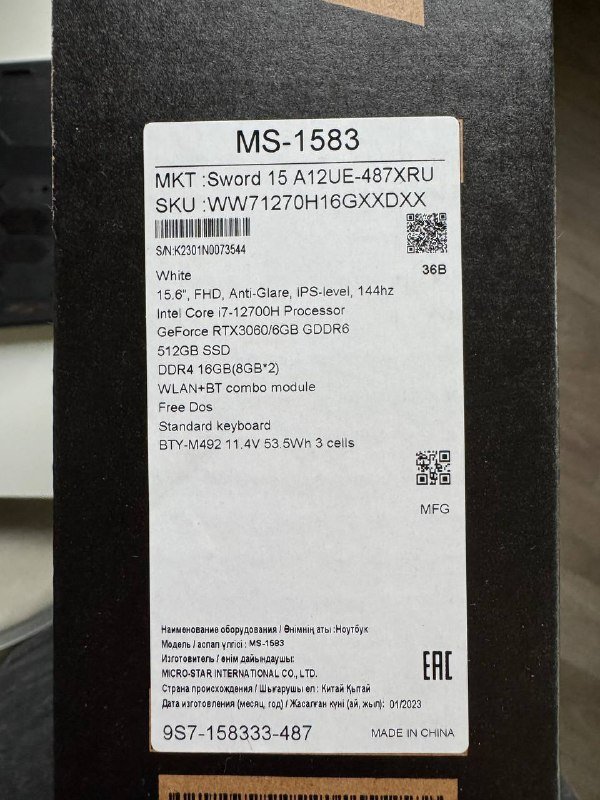 MS-1583
MKT :Sword 15 A12UE-487XRU
SKU :WW71270H16GXXDXX
S/N:K2301N0073544
White
36B
15.6", FHD, Anti-Glare, IPS-level, 144hz
Intel Core i7-12700H Processor
GeForce RTX3060/6GB GDDR6
512GB SSD
DDR4 16GB(8GB*2)
WLAN+BT combo module
Free Dos
Standard keyboard
BTY-M492 11.4V 53.5Wh 3 cells
MFG
Наименование оборудования / Өнімнің аты :Ноутбук
Модель / аспап үлгісі : MS-1583
Изготовитель / өнім дайындаушы:
MICRO-STAR INTERNATIONAL CO., LTD.
Страна происхождения / Шығарушы ел : Китай Қытай
Дата изготовления (месяц, год) / Жасалған күні (ай, жыл): 01/2023
EAC
9S7-158333-487
MADE IN CHINA